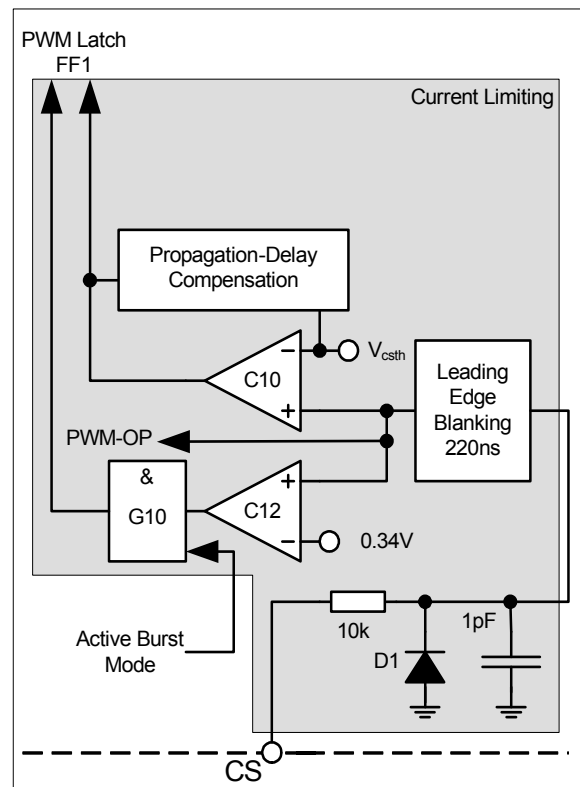 PWM Latch
FF1
Current Limiting
Propagation-Delay
Compensation
−
Vcsth
C10
+
Leading
Edge
Blanking
220ns
PWM-OP
&
G10
+
C12
−
0.34V
10k
1pF
D1
Active Burst
Mode
CS